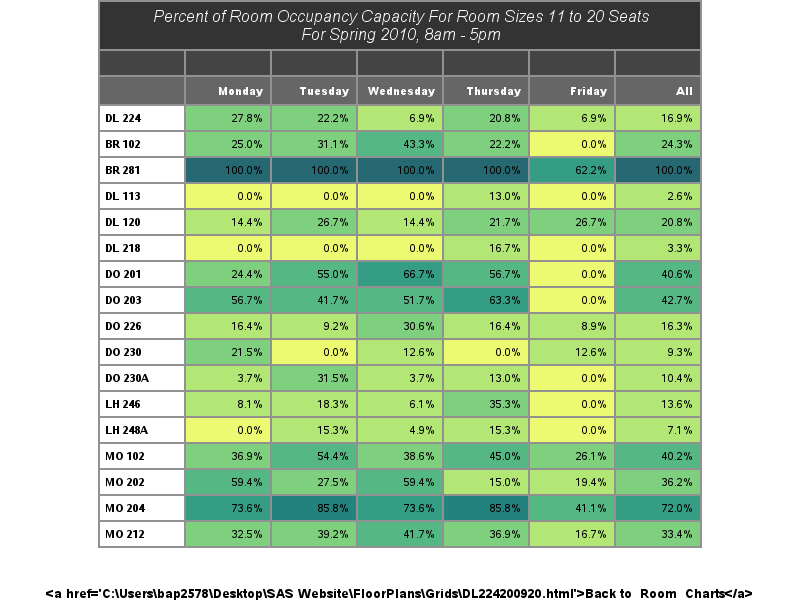 Percent of Room Occupancy Capacity For Room Sizes 11 to 20 Seats
For Spring 2010, 8am - 5pm
Monday Tuesday Wednesday Thursday Friday All
DL 224 27.8% 22.2% 6.9% 20.8% 6.9% 16.9%
BR 102 25.0% 31.1% 43.3% 22.2% 0.0% 24.3%
BR 281 100.0% 100.0% 100.0% 100.0% 62.2% 100.0%
DL 113 0.0% 0.0% 0.0% 13.0% 0.0% 2.6%
DL 120 14.4% 26.7% 14.4% 21.7% 26.7% 20.8%
DL 218 0.0% 0.0% 0.0% 16.7% 0.0% 3.3%
DO 201 24.4% 55.0% 66.7% 56.7% 0.0% 40.6%
DO 203 56.7% 41.7% 51.7% 63.3% 0.0% 42.7%
DO 226 16.4% 9.2% 30.6% 16.4% 8.9% 16.3%
DO 230 21.5% 0.0% 12.6% 0.0% 12.6% 9.3%
DO 230A 3.7% 31.5% 3.7% 13.0% 0.0% 10.4%
LH 246 8.1% 18.3% 6.1% 35.3% 0.0% 13.6%
LH 248A 0.0% 15.3% 4.9% 15.3% 0.0% 7.1%
MO 102 36.9% 54.4% 38.6% 45.0% 26.1% 40.2%
MO 202 59.4% 27.5% 59.4% 15.0% 19.4% 36.2%
MO 204 73.6% 85.8% 73.6% 85.8% 41.1% 72.0%
MO 212 32.5% 39.2% 41.7% 36.9% 16.7% 33.4%
<a href='C:\Users\bap2578\Desktop\SAS Website\FloorPlans\Grids\DL224200920.html'>Back to Room Charts</a>